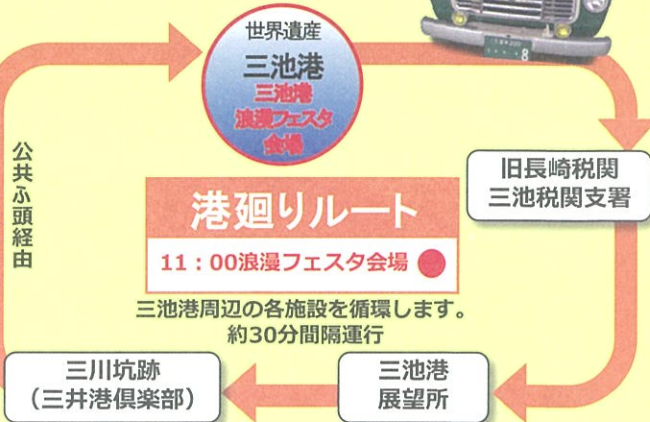 世界遺産
三池港
三池港
浪漫フェスタ
会場
8
旧長崎税関
三池税関支署
公共ふ頭経由
港廻りルート
11：00浪漫フェスタ会場
三池港周辺の各施設を循環します。
約30分間隔運行
三川坑跡
（三井港倶楽部）
三池港
展望所